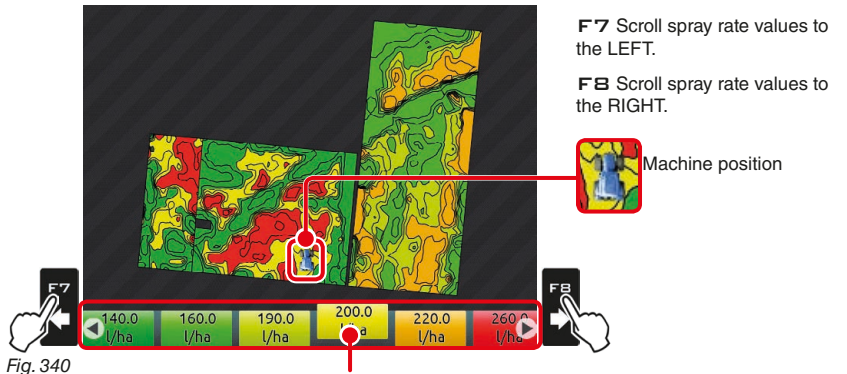 F7 Scroll spray rate values to
the LEFT.
F8 Scroll spray rate values to
the RIGHT.
Machine position
F7
F8
140.0 160.0 190.0 200.0 220.0 260.0
l/ha l/ha l/ha l/ha l/ha l/ha
Fig. 340